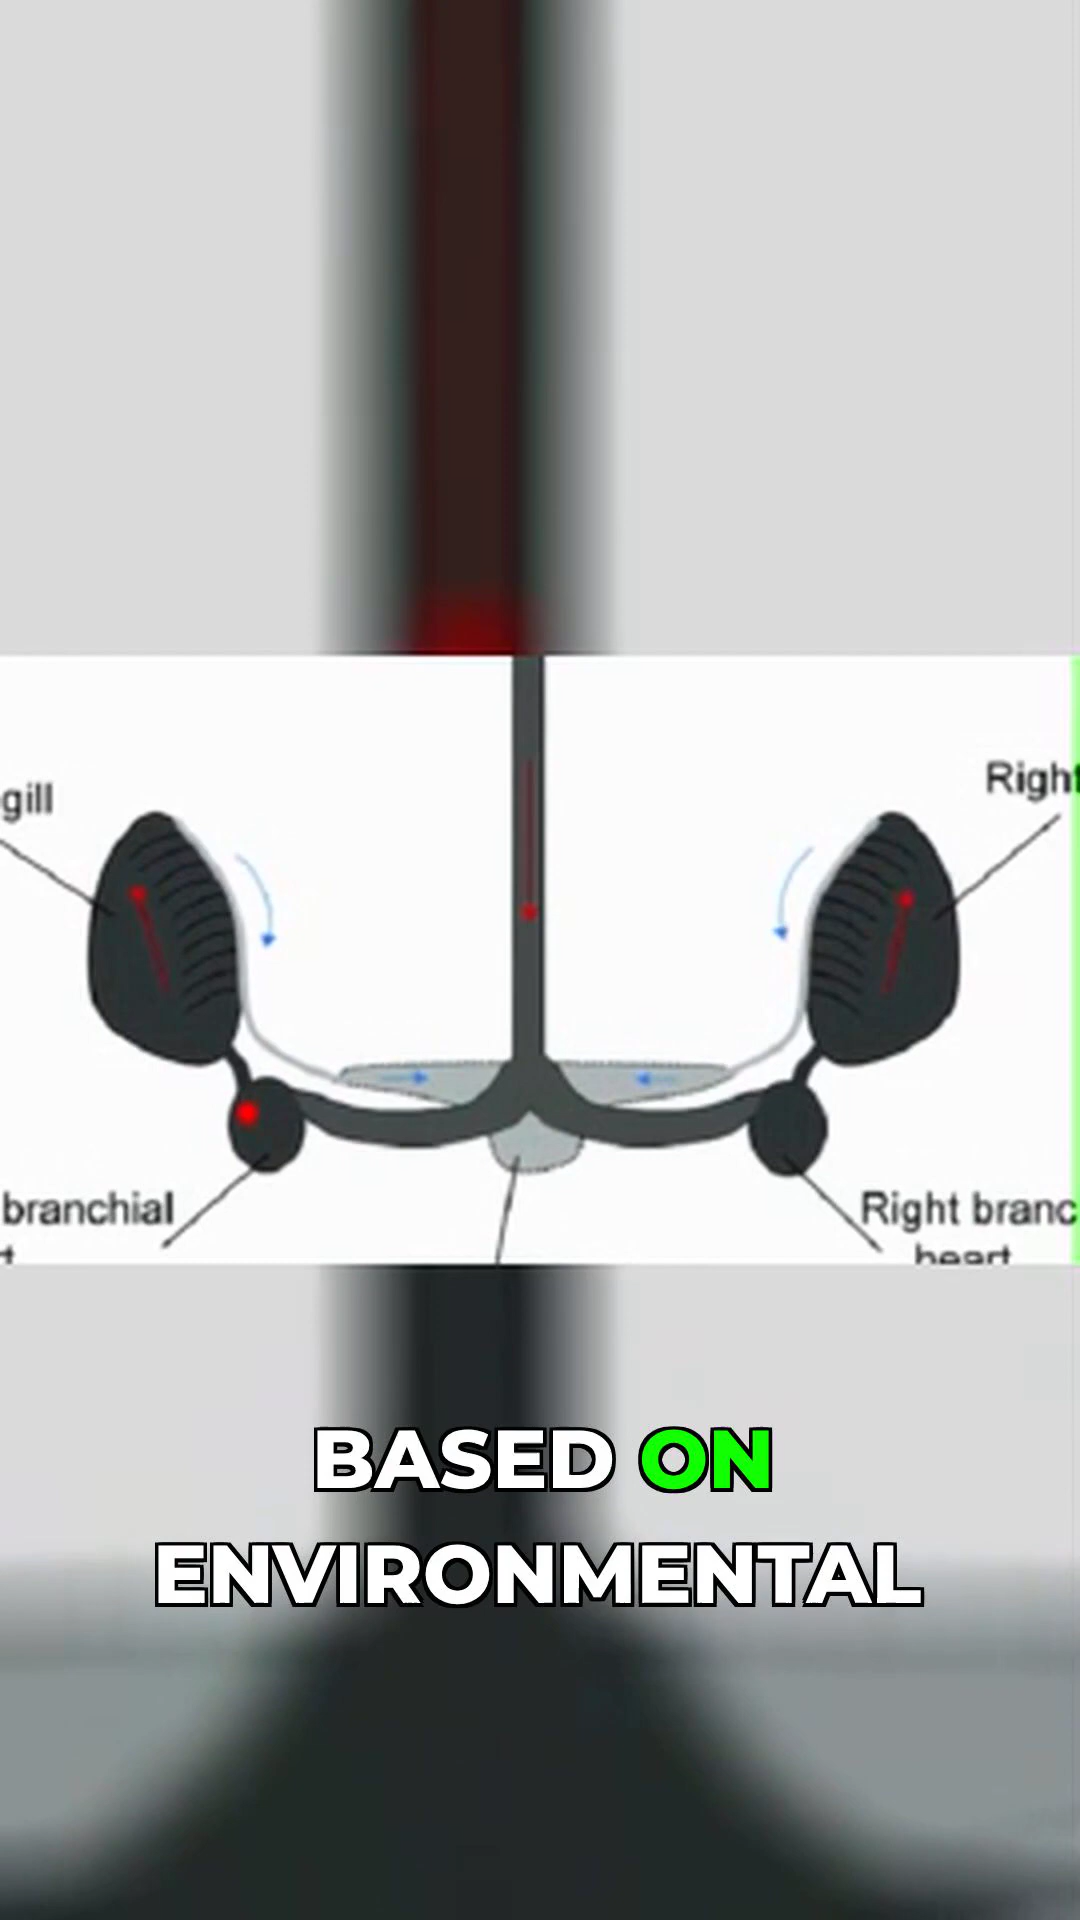 gill
Right
branchial
Right branc
heart
BASED ON
ENVIRONMENTAL